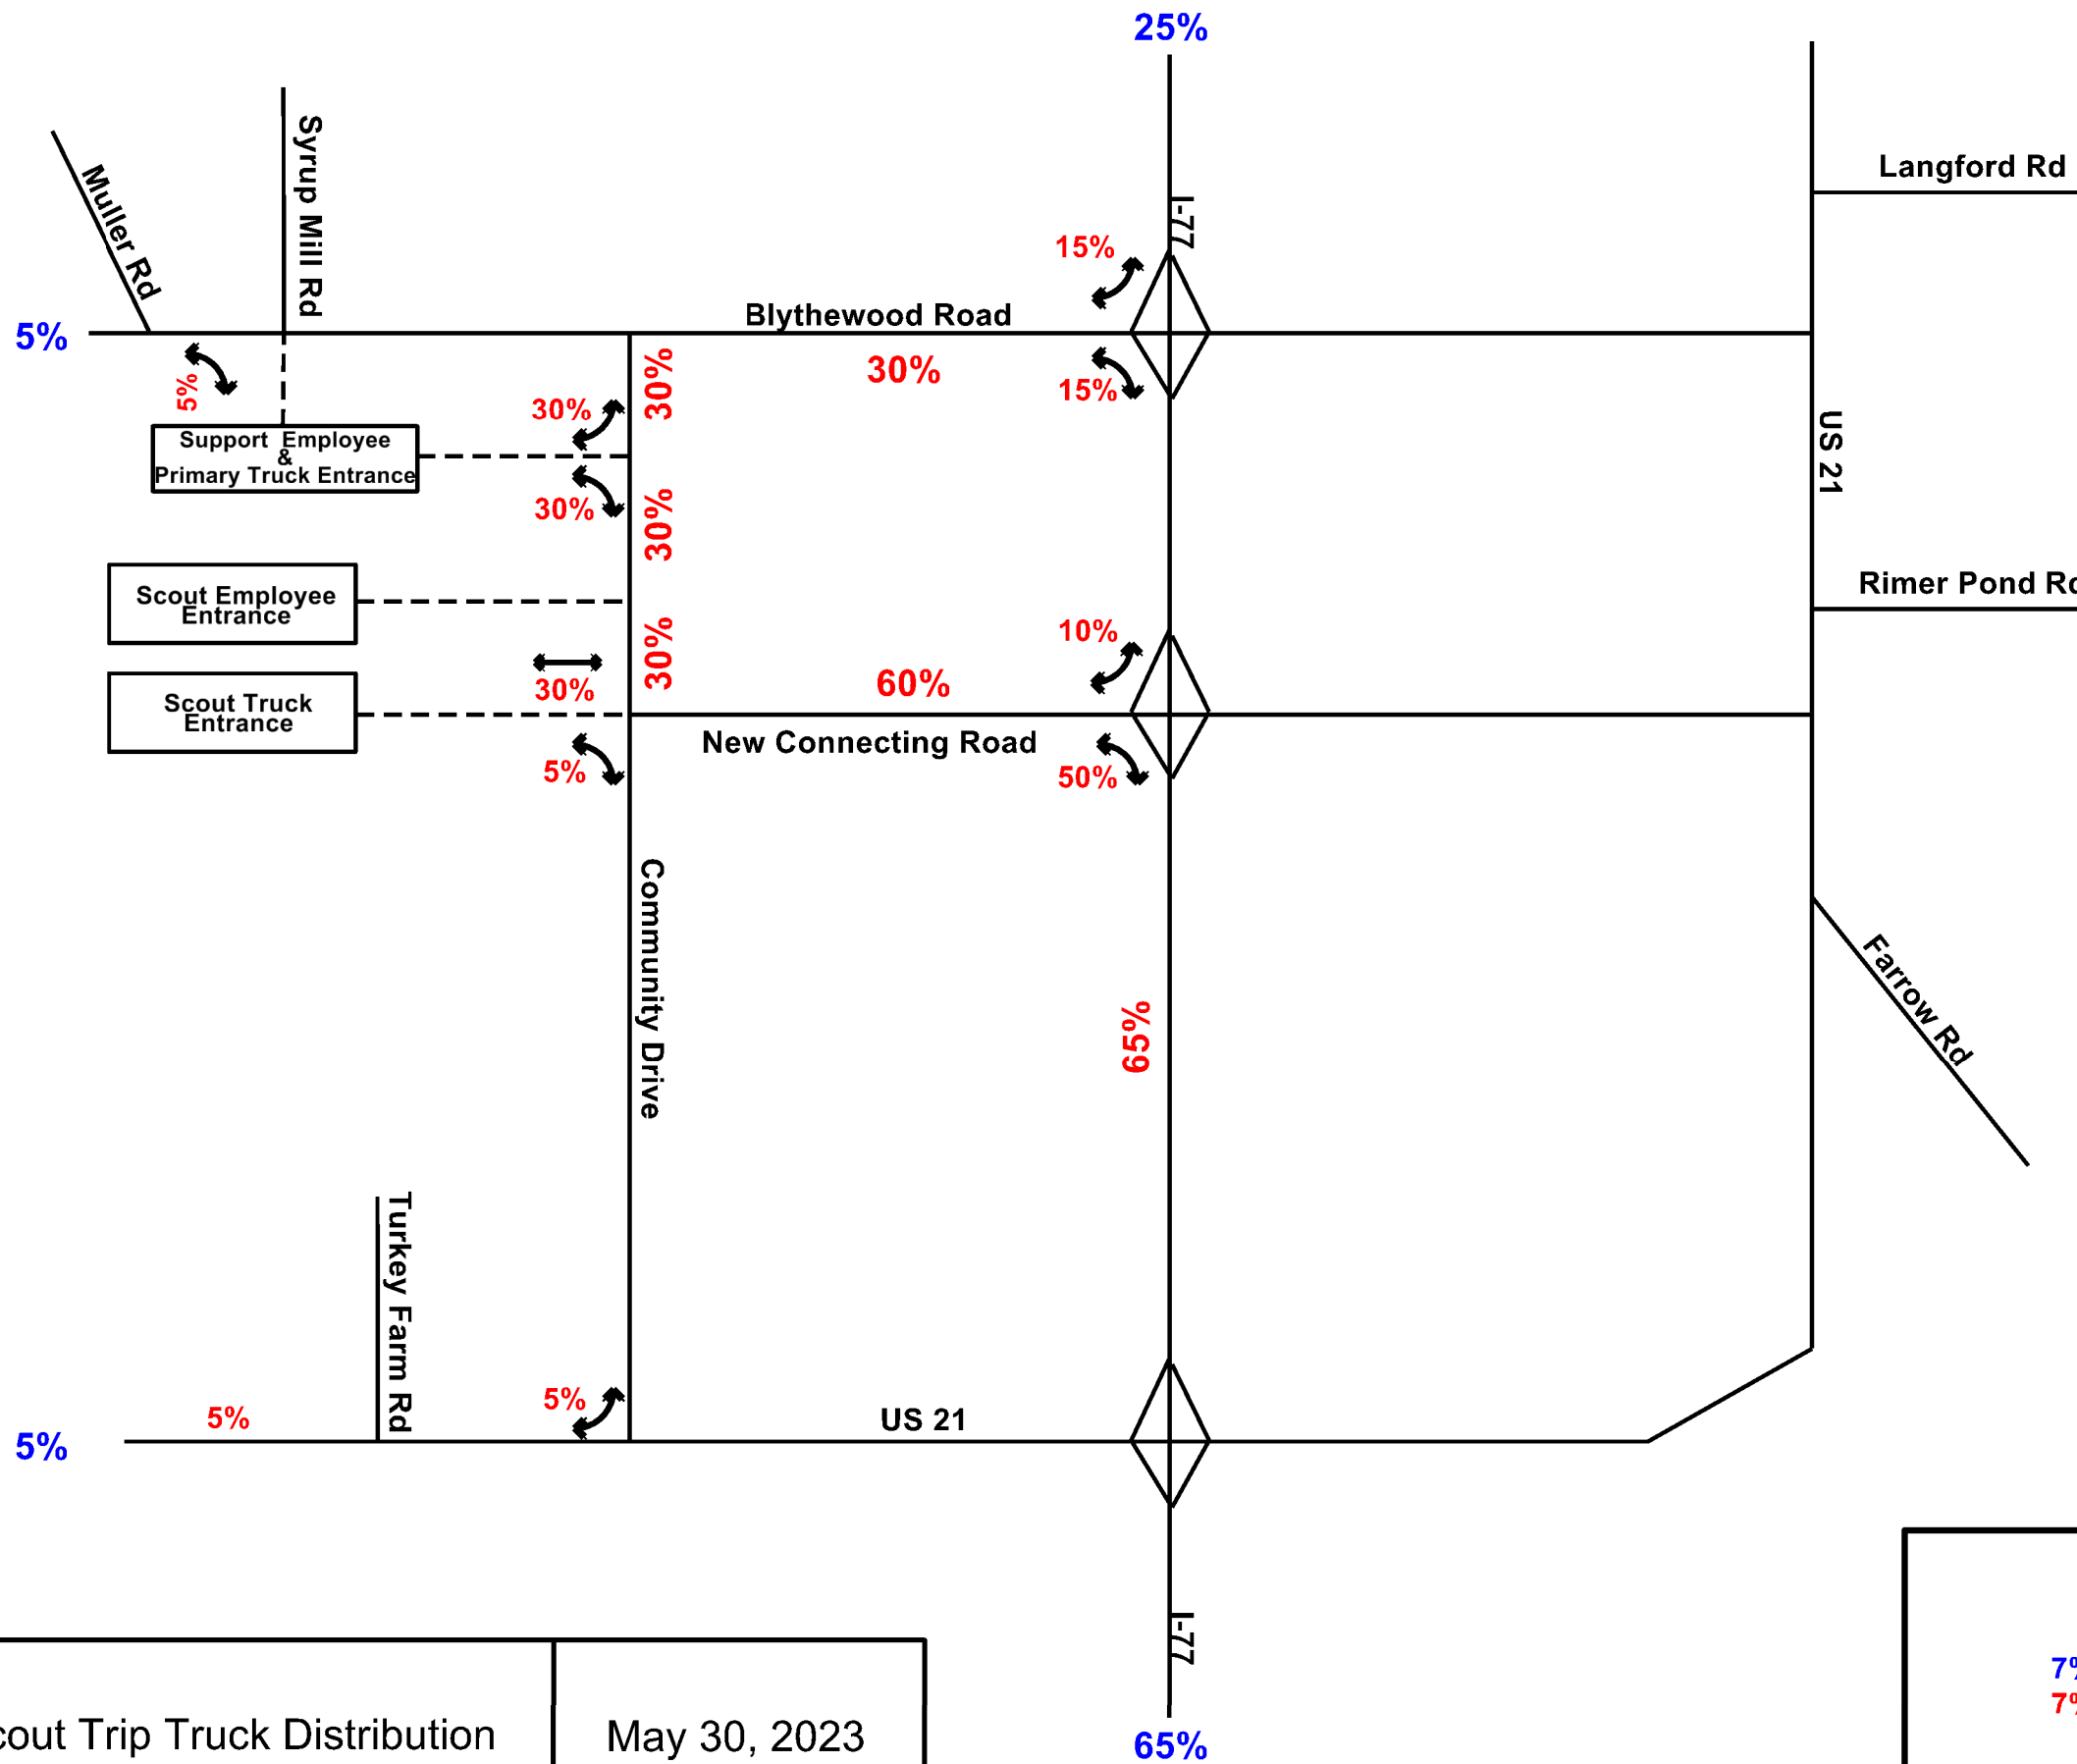 25%
Syrup Mill Rd
Muller Rd
Langford Rd
I-77
15%
Blythewood Road
5%
30%
30%
15%
5%
30%
US 21
Support Employee
&
Primary Truck Entrance
30%
30%
Scout Employee
Entrance
Rimer Pond Rd
10%
30%
30%
60%
Scout Truck
Entrance
New Connecting Road
5%
50%
Community Drive
65%
Farrow Rd
Turkey Farm Rd
5%
5%
US 21
5%
I-77
7%
7%
cout Trip Truck Distribution
May 30, 2023
65%